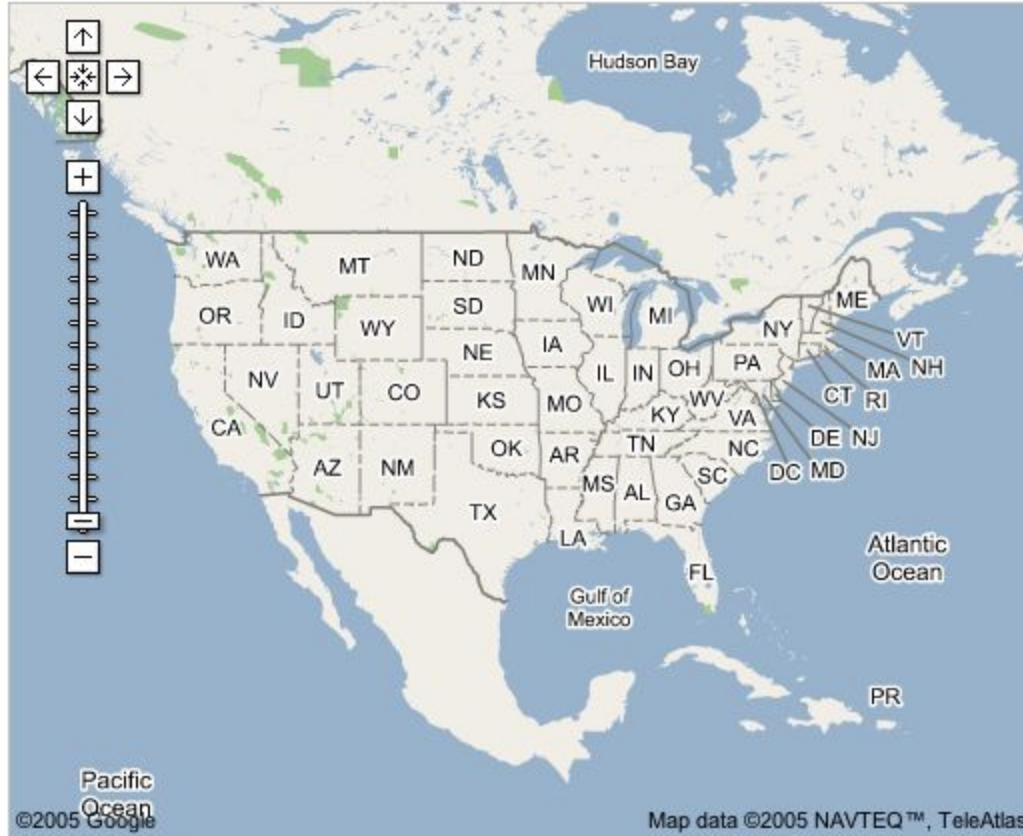 Hudson Bay
WA
MT
ND
MN
OR
ID
WY
SD
WI
MI
NY
ME
VT
NH
MA
RI
CT
NV
UT
CO
NE
IA
IL
IN
OH
PA
NJ
CA
KS
MO
KY
WV
VA
DE
MD
DC
AZ
NM
OK
AR
TN
NC
TX
LA
MS
AL
GA
SC
FL
Atlantic
Ocean
Gulf of
Mexico
PR
Pacific
Ocean
©2005 Google
Map data ©2005 NAVTEQ™, TeleAtlas